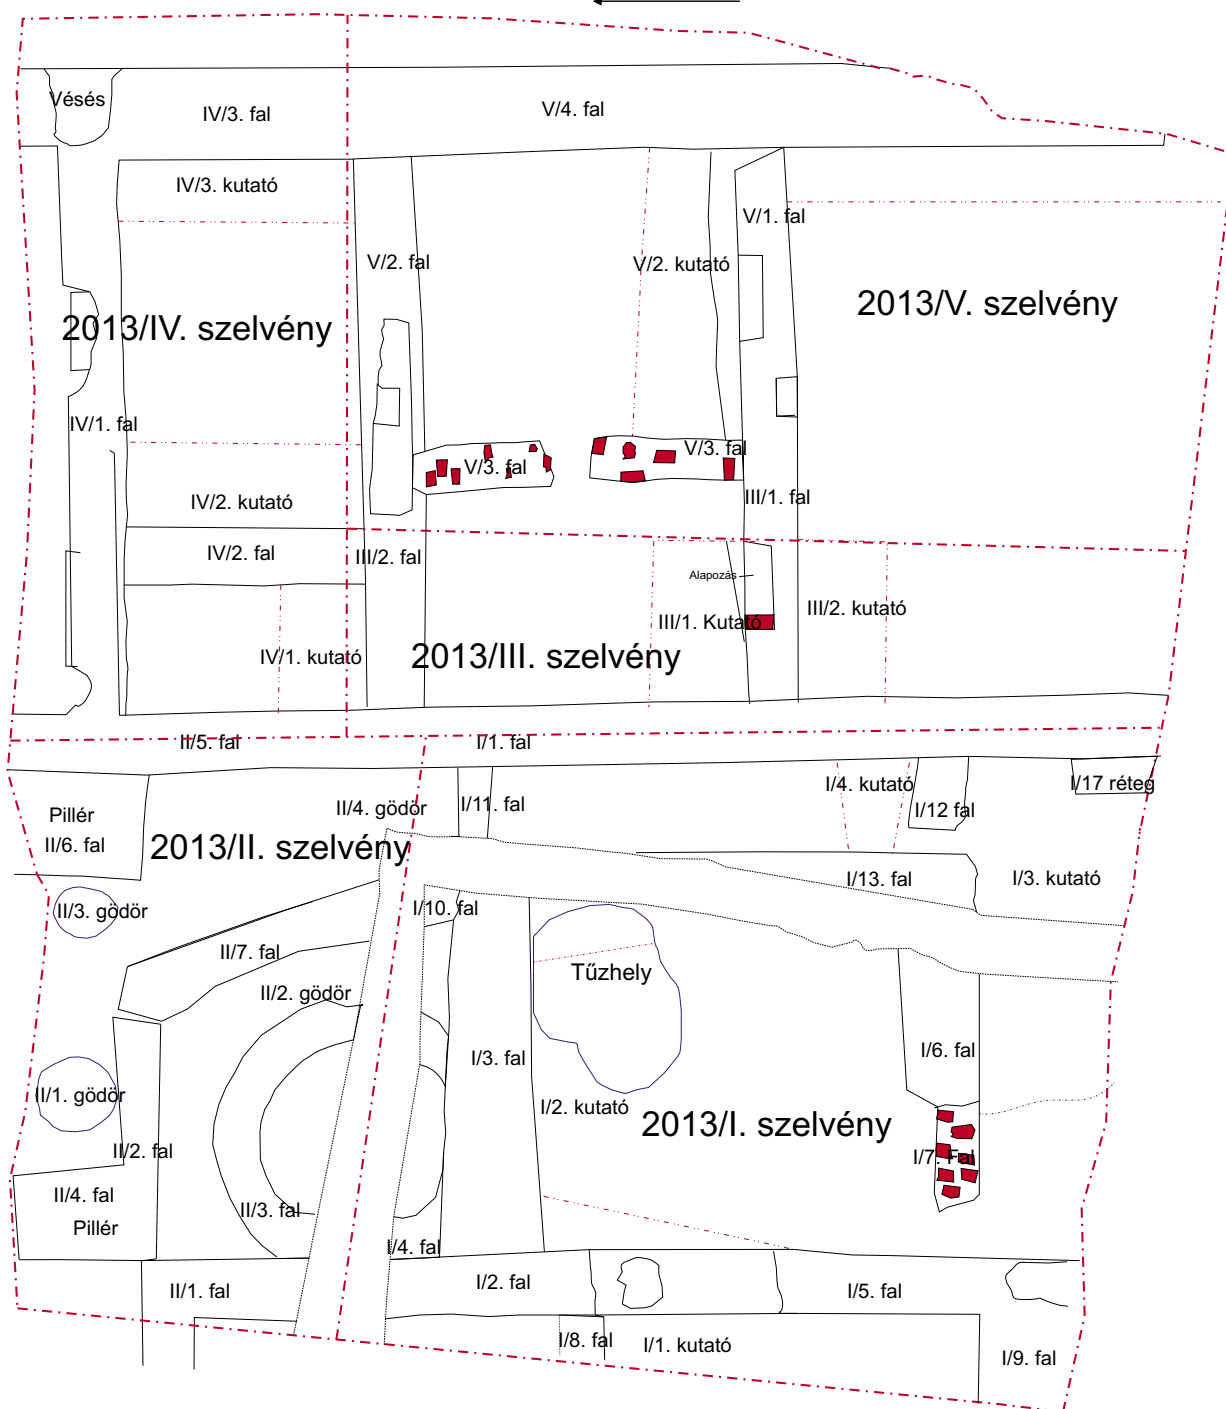 Vésés
IV/3. fal
V/4. fal
IV/3. kutató
V/1. fal
V/2. fal
V/2. kutató
2013/IV. szelvény
2013/V. szelvény
IV/1. fal
V/3. fal
V/3. fal
IV/2. kutató
III/1. fal
IV/2. fal
III/2. fal
Alapozás
III/1. Kutató
III/2. kutató
IV/1. kutató
2013/III. szelvény
II/5. fal
I/1. fal
I/4. kutató
I/17 réteg
Pillér
II/6. fal
II/4. gödör
I/11. fal
I/12 fal
2013/II. szelvény
I/13. fal
I/3. kutató
II/3. gödör
I/10. fal
II/7. fal
Tűzhely
II/2. gödör
I/3. fal
I/6. fal
II/1. gödör
I/2. kutató
2013/I. szelvény
II/2. fal
I/7. Fal
II/4. fal
Pillér
II/3. fal
I/4. fal
II/1. fal
I/2. fal
I/5. fal
I/8. fal
I/1. kutató
I/9. fal